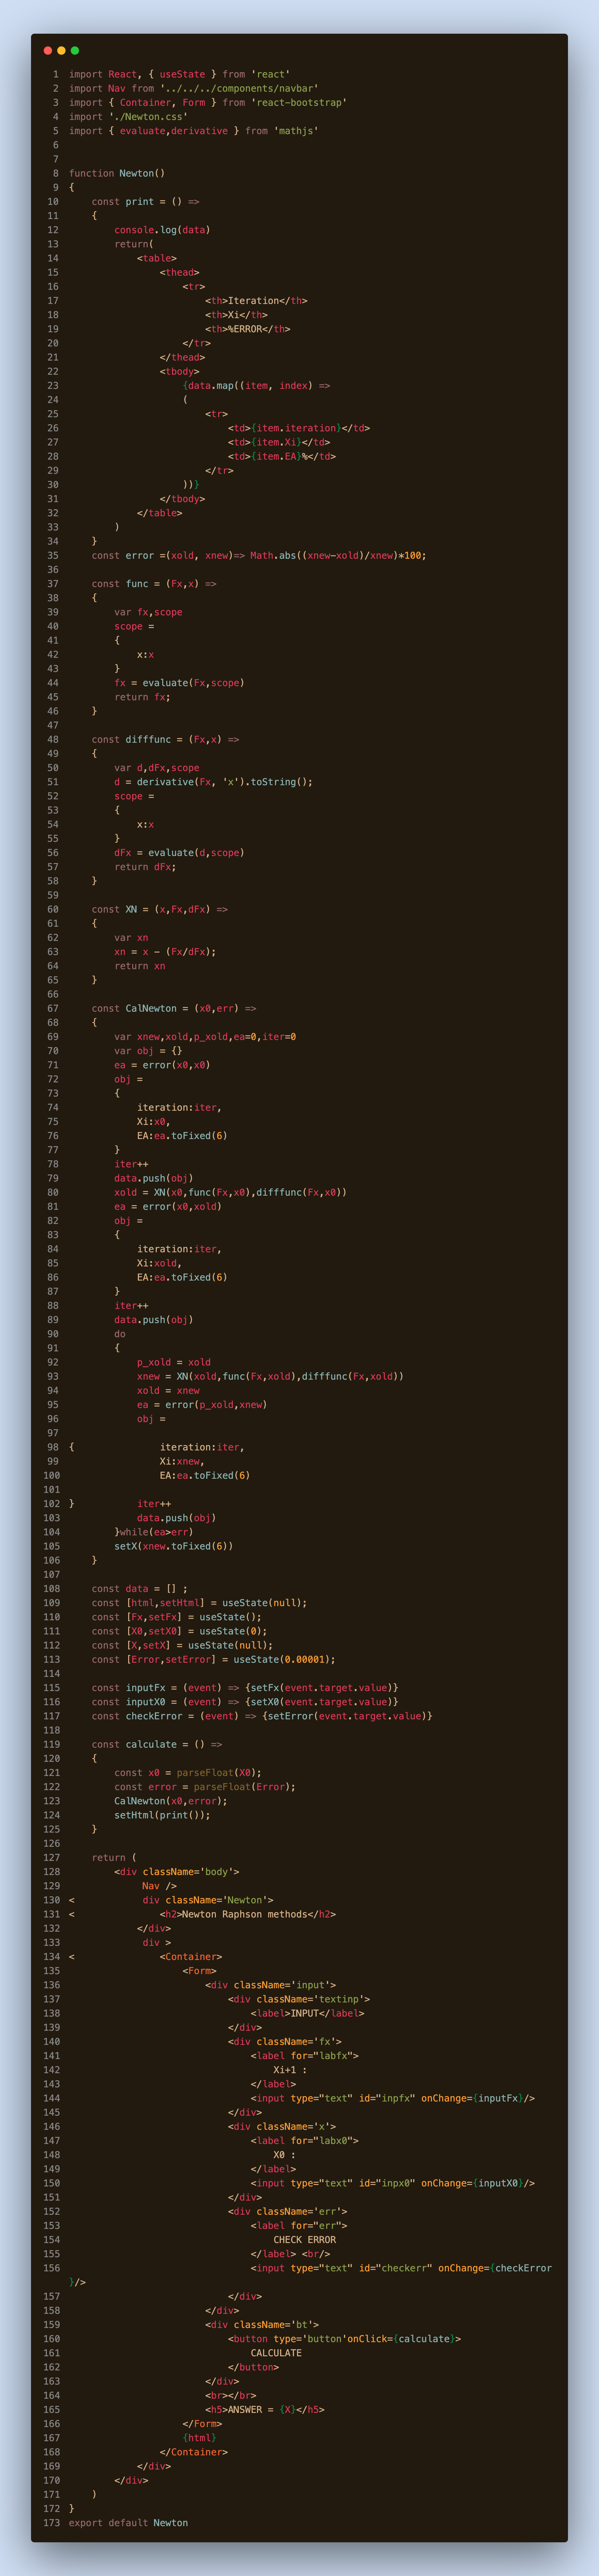 1 import React, { useState } from 'react'
2 import Nav from '../../../components/navbar'
3 import { Container, Form } from 'react-bootstrap'
4 import './Newton.css'
5 import { evaluate,derivative } from 'mathjs'
6
7
8 function Newton()
9 {
10     const print = () =>
11     {
12         console.log(data)
13         return(
14             <table>
15                 <thead>
16                     <tr>
17                         <th>Iteration</th>
18                         <th>Xi</th>
19                         <th>%ERROR</th>
20                     </tr>
21                 </thead>
22                 <tbody>
23                     {data.map((item, index) =>
24                     (
25                         <tr>
26                             <td>{item.iteration}</td>
27                             <td>{item.Xi}</td>
28                             <td>{item.EA}%</td>
29                         </tr>
30                     ))}
31                 </tbody>
32             </table>
33         )
34     }
35     const error =(xold, xnew)=> Math.abs((xnew-xold)/xnew)*100;
36
37     const func = (Fx,x) =>
38     {
39         var fx,scope
40         scope =
41         {
42             x:x
43         }
44         fx = evaluate(Fx,scope)
45         return fx;
46     }
47
48     const difffunc = (Fx,x) =>
49     {
50         var d,dFx,scope
51         d = derivative(Fx, 'x').toString();
52         scope =
53         {
54             x:x
55         }
56         dFx = evaluate(d,scope)
57         return dFx;
58     }
59
60     const XN = (x,Fx,dFx) =>
61     {
62         var xn
63         xn = x - (Fx/dFx);
64         return xn
65     }
66
67     const CalNewton = (x0,err) =>
68     {
69         var xnew,xold,p_xold,ea=0,iter=0
70         var obj = {}
71         ea = error(x0,x0)
72         obj =
73         {
74             iteration:iter,
75             Xi:x0,
76             EA:ea.toFixed(6)
77         }
78         iter++
79         data.push(obj)
80         xold = XN(x0,func(Fx,x0),difffunc(Fx,x0))
81         ea = error(x0,xold)
82         obj =
83         {
84             iteration:iter,
85             Xi:xold,
86             EA:ea.toFixed(6)
87         }
88         iter++
89         data.push(obj)
90         do
91         {
92             p_xold = xold
93             xnew = XN(xold,func(Fx,xold),difffunc(Fx,xold))
94             xold = xnew
95             ea = error(p_xold,xnew)
96             obj =
97
98 {               iteration:iter,
99                 Xi:xnew,
100                 EA:ea.toFixed(6)
101
102 }           iter++
103             data.push(obj)
104         }while(ea>err)
105         setX(xnew.toFixed(6))
106     }
107
108     const data = [] ;
109     const [html,setHtml] = useState(null);
110     const [Fx,setFx] = useState();
111     const [X0,setX0] = useState(0);
112     const [X,setX] = useState(null);
113     const [Error,setError] = useState(0.00001);
114
115     const inputFx = (event) => {setFx(event.target.value)}
116     const inputX0 = (event) => {setX0(event.target.value)}
117     const checkError = (event) => {setError(event.target.value)}
118
119     const calculate = () =>
120     {
121         const x0 = parseFloat(X0);
122         const error = parseFloat(Error);
123         CalNewton(x0,error);
124         setHtml(print());
125     }
126
127     return (
128         <div className='body'>
129              Nav />
130 <            div className='Newton'>
131 <               <h2>Newton Raphson methods</h2>
132             </div>
133              div >
134 <               <Container>
135                     <Form>
136                         <div className='input'>
137                             <div className='textinp'>
138                                 <label>INPUT</label>
139                             </div>
140                             <div className='fx'>
141                                 <label for="labfx">
142                                     Xi+1 :
143                                 </label>
144                                 <input type="text" id="inpfx" onChange={inputFx}/>
145                             </div>
146                             <div className='x'>
147                                 <label for="labx0">
148                                     X0 :
149                                 </label>
150                                 <input type="text" id="inpx0" onChange={inputX0}/>
151                             </div>
152                             <div className='err'>
153                                 <label for="err">
154                                     CHECK ERROR
155                                 </label> <br/>
156                                 <input type="text" id="checkerr" onChange={checkError
}/>
157                             </div>
158                         </div>
159                         <div className='bt'>
160                             <button type='button'onClick={calculate}>
161                                 CALCULATE
162                             </button>
163                         </div>
164                         <br></br>
165                         <h5>ANSWER = {X}</h5>
166                     </Form>
167                     {html}
168                 </Container>
169             </div>
170         </div>
171     )
172 }
173 export default Newton